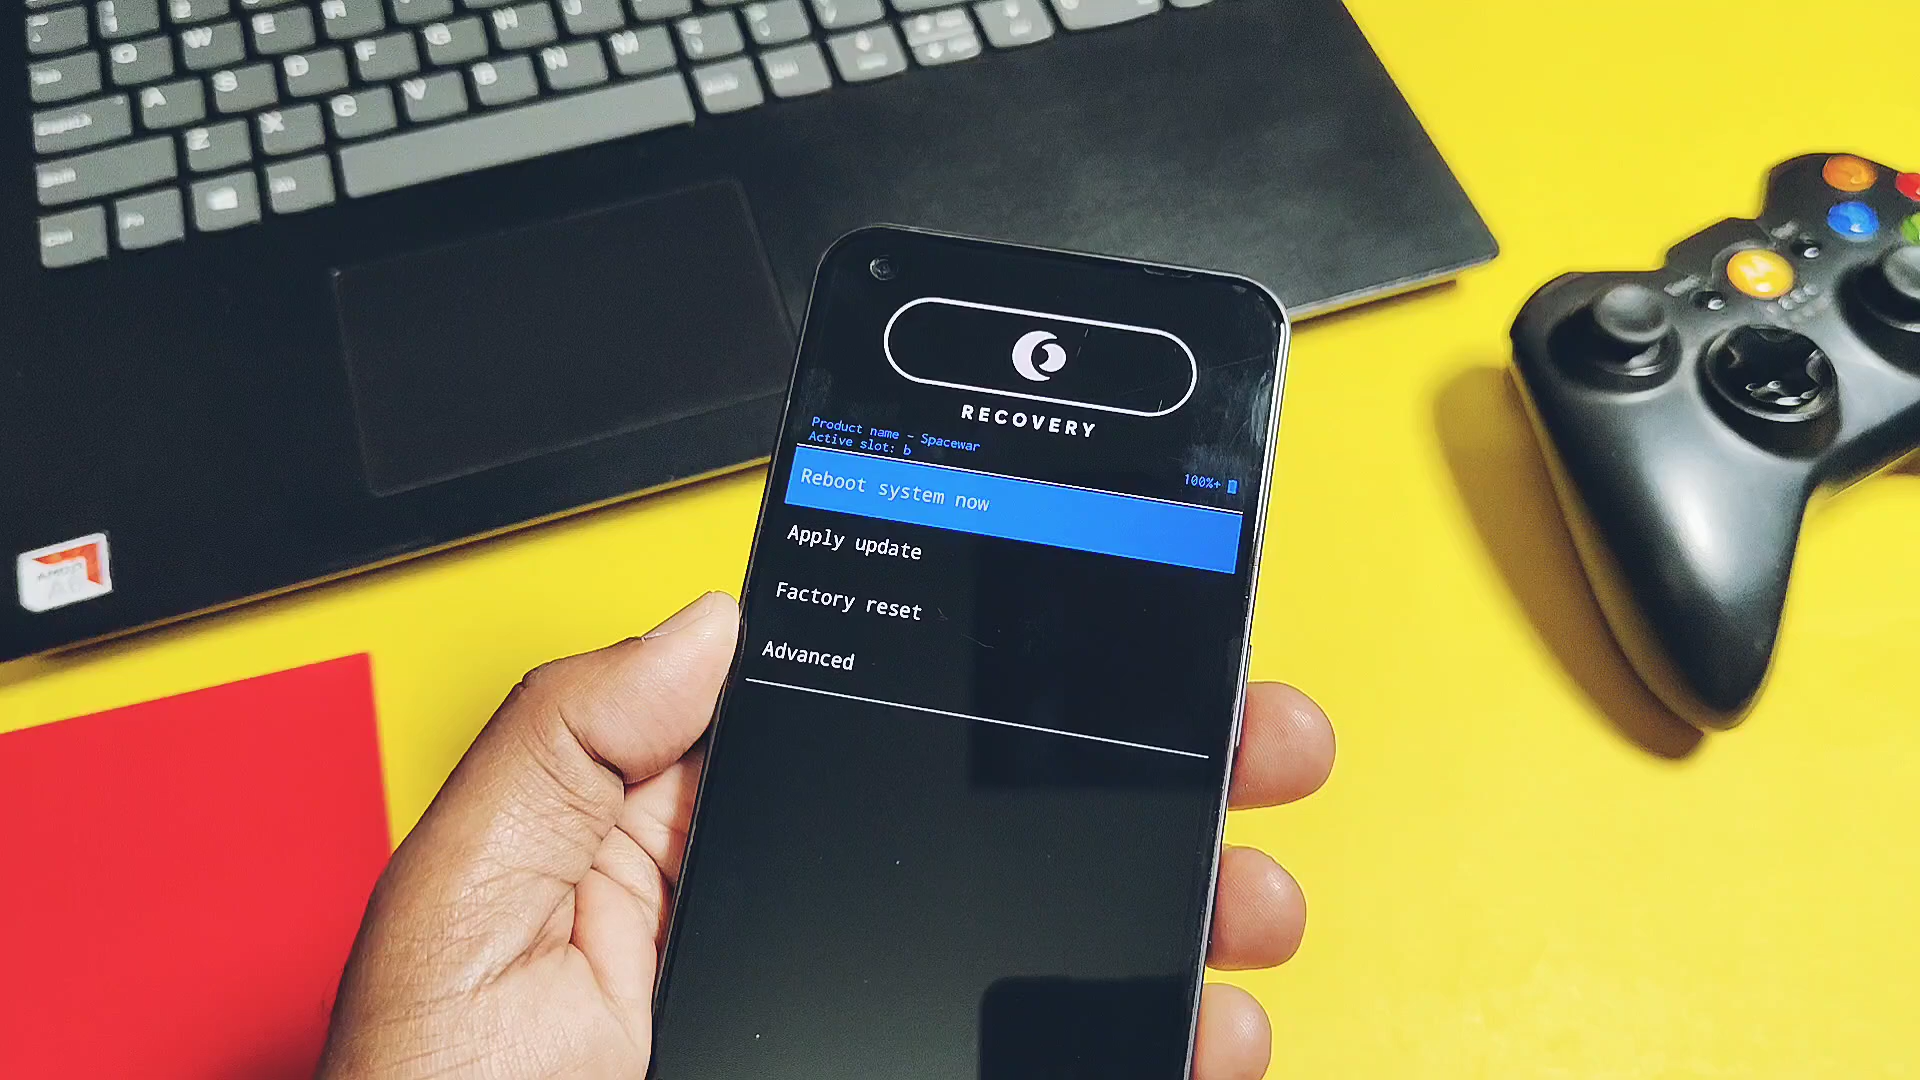 W E R
Q
A S D F G
Z X C V B N M
RECOVERY
Product name - Spacewar
Active slot: b
100%+
Reboot system now
Apply update
Factory reset
Advanced